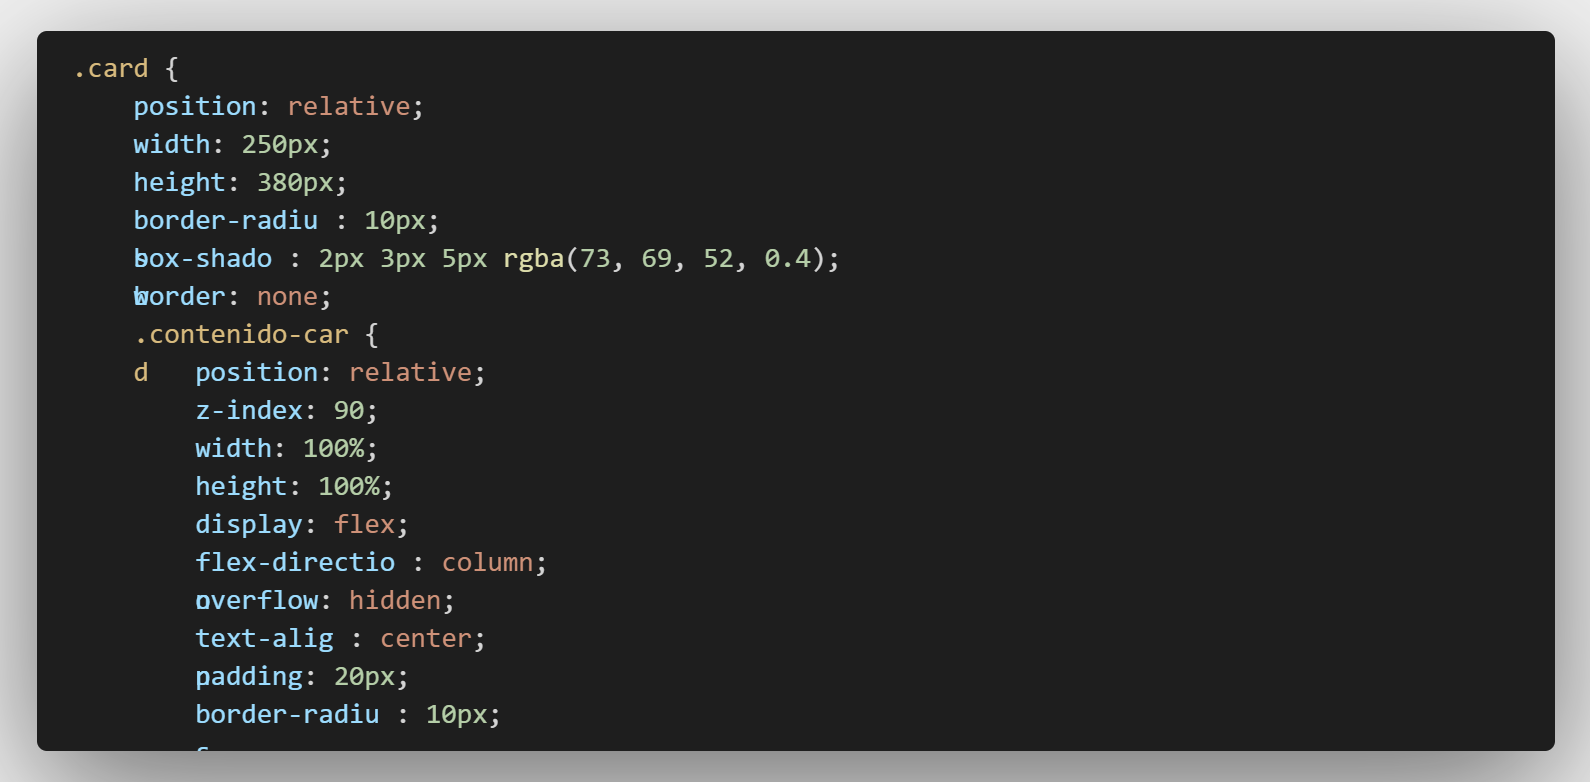 .card {
position: relative;
width: 250px;
height: 380px;
border-radiu : 10px;
box-shado : 2px 3px 5px rgba(73, 69, 52, 0.4);
border: none;
.contenido-car {
d position: relative;
z-index: 90;
width: 100%;
height: 100%;
display: flex;
flex-directio : column;
overflow: hidden;
text-alig : center;
padding: 20px;
border-radiu : 10px;